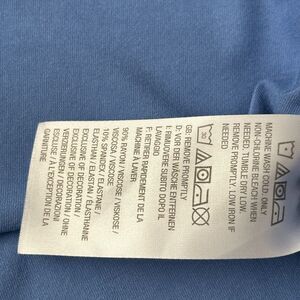 MACHINE WASH COLD. ONLY
NON-CHLORINE BLEACH WHEN
NEEDED. TUMBLE DRY LOW.
REMOVE PROMPTLY. LOW IRON IF
NEEDED
30
GB: REMOVE PROMPTLY
D: VOR DER WÄSCHE ENTFERNEN
I: RIMUOVERE SUBITO DOPO IL
LAVAGGIO
F: RETIRER RAPIDEMENT DE LA
MACHINE À LAVER
90% RAYON / VISCOSE /
VISCOSA / VISCOSE / VISKOSE
10% SPANDEX / ELASTANE /
ELASTHAN / ELASTAN / ÉLASTHANNE
EXCLUSIVE OF DECORATION /
EXCLUSIVE OF DECORATION / OHNE
VERZIERUNGEN / DECORAZIONI
ESCLUSE / À L'EXCEPTION DE LA
GARNITURE